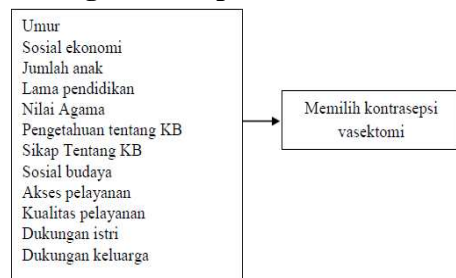 Umur
Sosial ekonomi
Jumlah anak
Lama pendidikan
Nilai Agama
Pengetahuan tentang KB
Sikap Tentang KB
Sosial budaya
Akses pelayanan
Kualitas pelayanan
Dukungan istri
Dukungan keluarga
Memilih kontrasepsi
vasektomi